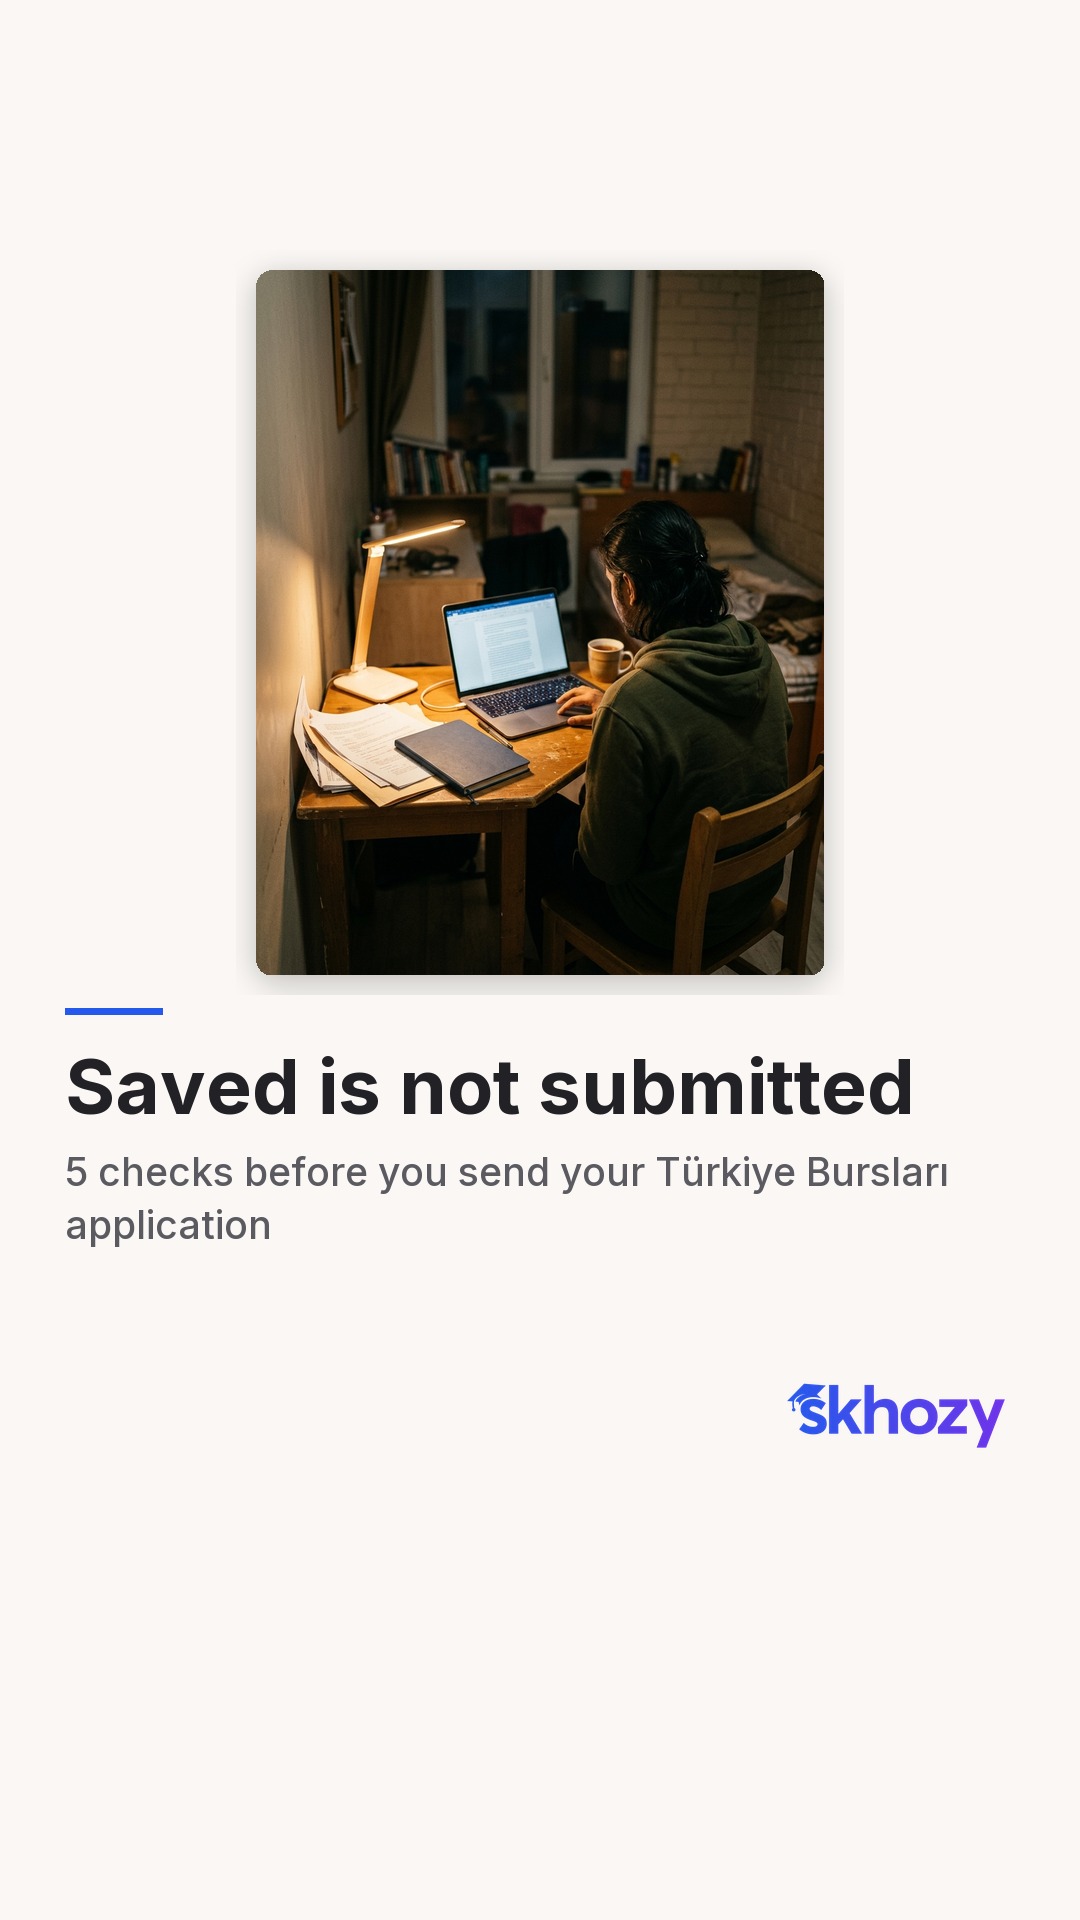 Saved is not submitted
5 checks before you send your Türkiye Bursları
application
skhozy